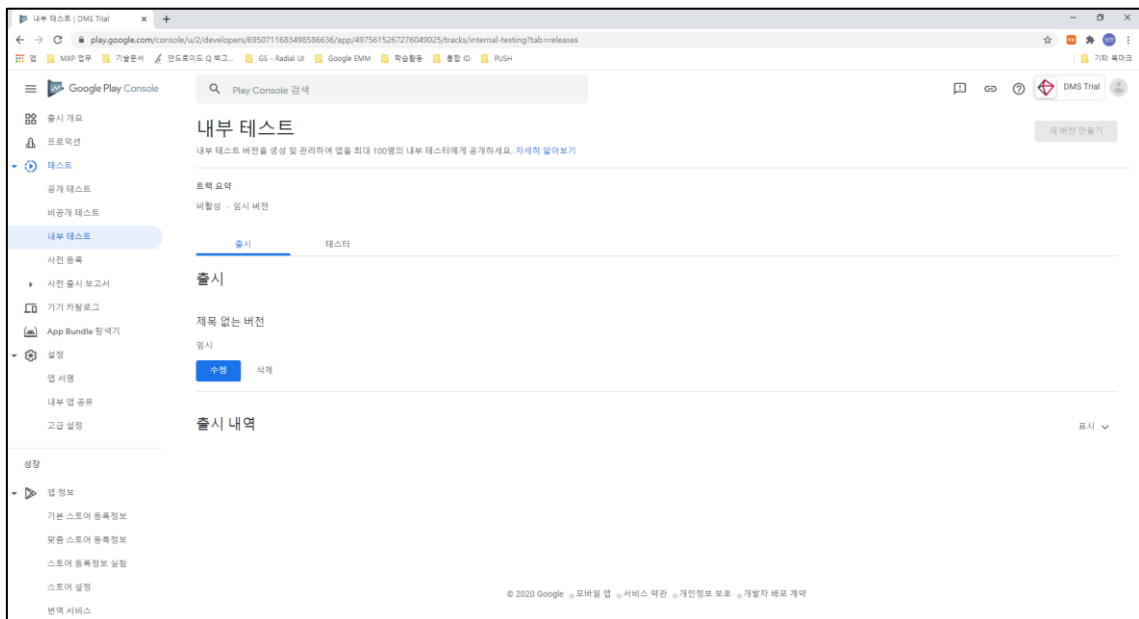 내부 테스트 | DMS Trial
play.google.com/console/u/2/developers/6950711683498586636/app/4975615267276049025/tracks/internal-testing?tab=releases
앱 MXP 업무 기술문서 안드로이드 Q 백그... GS - Radial UI Google EMM 학습활동 통합 ID PUSH 기타 북마크
Google Play Console
Play Console 검색
DMS Trial
출시 개요
프로덕션
테스트
공개 테스트
비공개 테스트
내부 테스트
사전 등록
사전 출시 보고서
기기 카탈로그
App Bundle 탐색기
설정
앱 서명
내부 앱 공유
고급 설정
성장
앱 정보
기본 스토어 등록정보
맞춤 스토어 등록정보
스토어 등록정보 실험
스토어 설정
번역 서비스
내부 테스트
새 버전 만들기
내부 테스트 버전을 생성 및 관리하여 앱을 최대 100명의 내부 테스터에게 공개하세요. 자세히 알아보기
트랙 요약
비활성 · 임시 버전
출시 테스터
출시
제목 없는 버전
임시
수정 삭제
출시 내역
표시
© 2020 Google 모바일 앱 서비스 약관 개인정보 보호 개발자 배포 계약